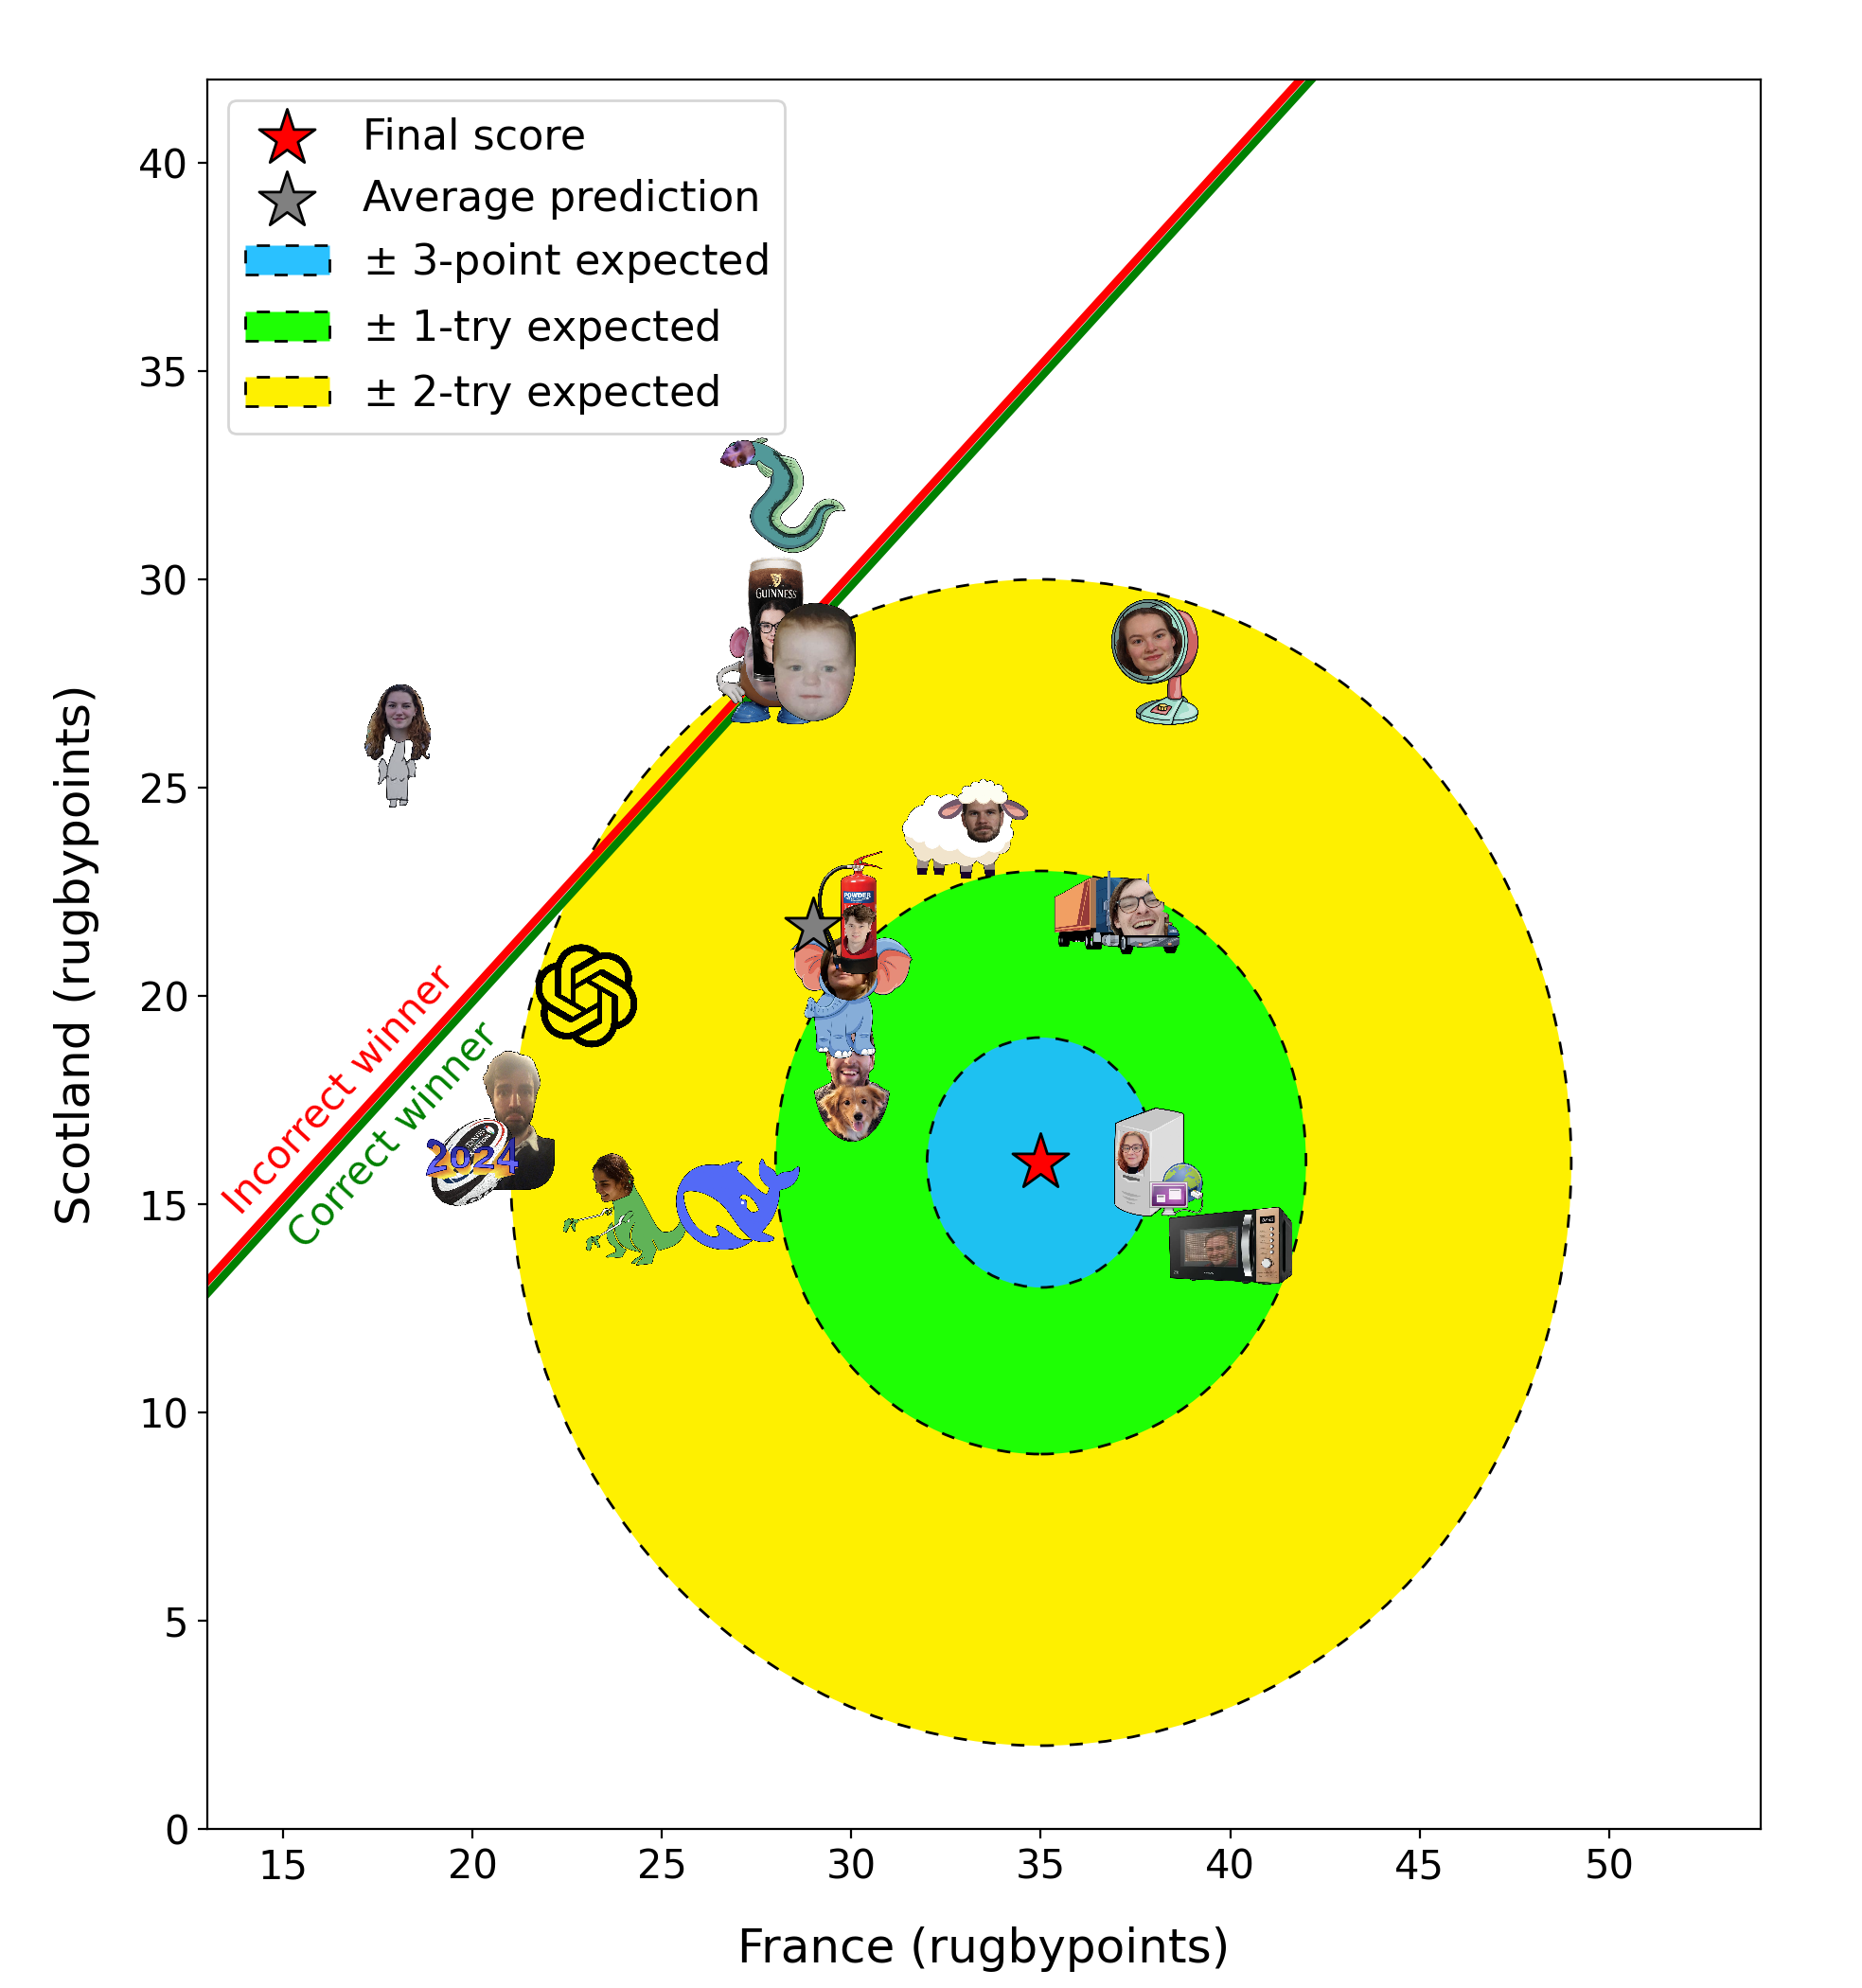 Final score
Average prediction
± 3-point expected
± 1-try expected
± 2-try expected
Incorrect winner
Correct winner
GUINNESS
POWDER
2024
Scotland (rugbypoints)
40
35
30
25
20
15
10
5
0
15
20
25
30
35
40
45
50
France (rugbypoints)